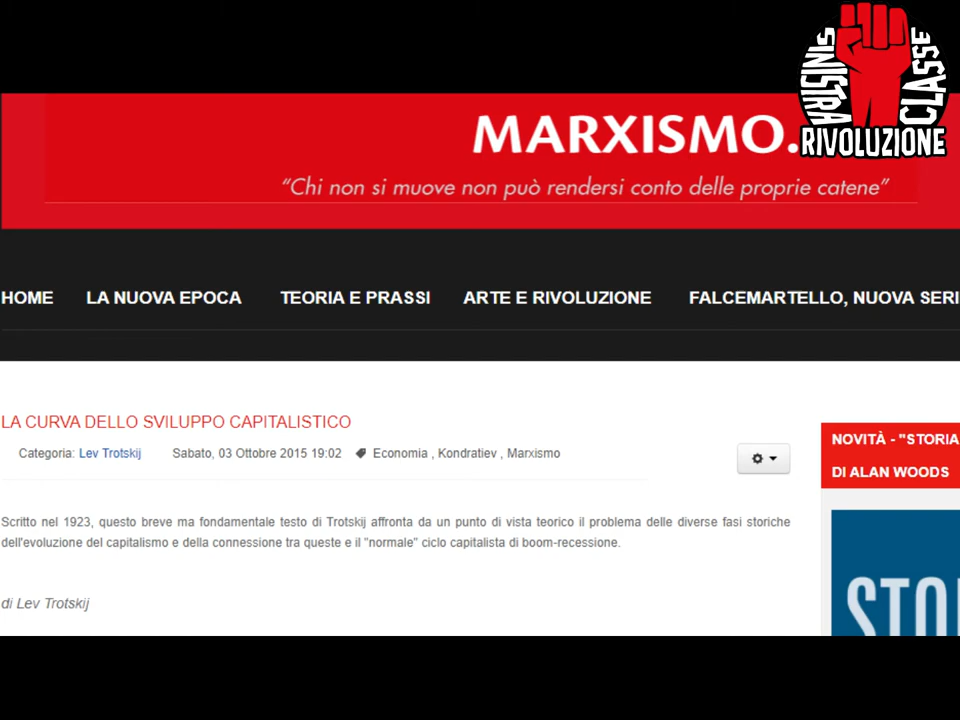 SINISTRA
CLASSE
RIVOLUZIONE
MARXISMO.
“Chi non si muove non può rendersi conto delle proprie catene”
HOME LA NUOVA EPOCA TEORIA E PRASSI ARTE E RIVOLUZIONE FALCEMARTELLO, NUOVA SERI
LA CURVA DELLO SVILUPPO CAPITALISTICO
Categoria: Lev Trotskij Sabato, 03 Ottobre 2015 19:02 Economia , Kondratiev , Marxismo
NOVITÀ - "STORIA
DI ALAN WOODS
Scritto nel 1923, questo breve ma fondamentale testo di Trotskij affronta da un punto di vista teorico il problema delle diverse fasi storiche
dell'evoluzione del capitalismo e della connessione tra queste e il "normale" ciclo capitalista di boom-recessione.
di Lev Trotskij
STO